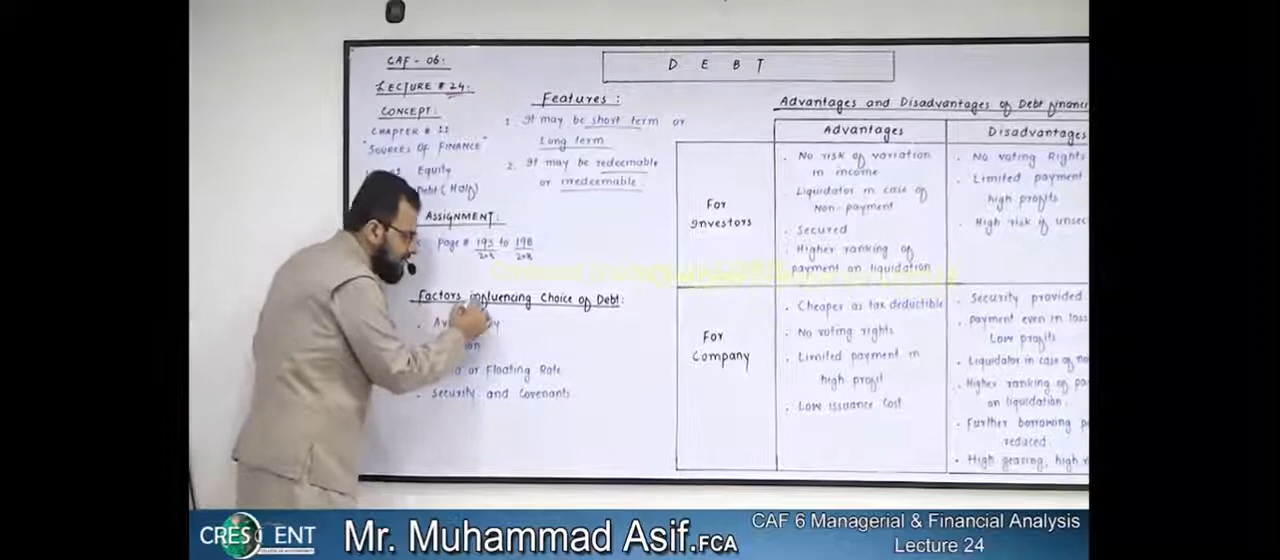 CAF - 06:
LECTURE # 24:
CONCEPT:
CHAPTER # 11
"SOURCES OF FINANCE"
Equity
Debt (Half)
ASSIGNMENT:
Page # 193 to 198
208 208
Factors influencing Choice of Debt:
or Floating Rate
Security and Covenants
DEBT
Features:
1. It may be short term or
Long term
2. It may be redeemable
or irredeemable
Advantages and Disadvantages of Debt financi
Advantages
Disadvantages
For
Investors
No risk of variation
in income
Liquidator in case of
Non-payment
Secured
Higher ranking of
payment on liquidation
No voting Rights
Limited payment
high profits
High risk if unsec
For
Company
Cheaper as tax deductible
No voting rights
Limited payment in
high profit
Low issuance cost
Security provided
payment even in loss
Low profits
Liquidator in case of no
Higher ranking of pa
on liquidation
Further borrowing p
reduced.
High gearing, high r
CRESCENT
Mr. Muhammad Asif.FCA
CAF 6 Managerial & Financial Analysis
Lecture 24